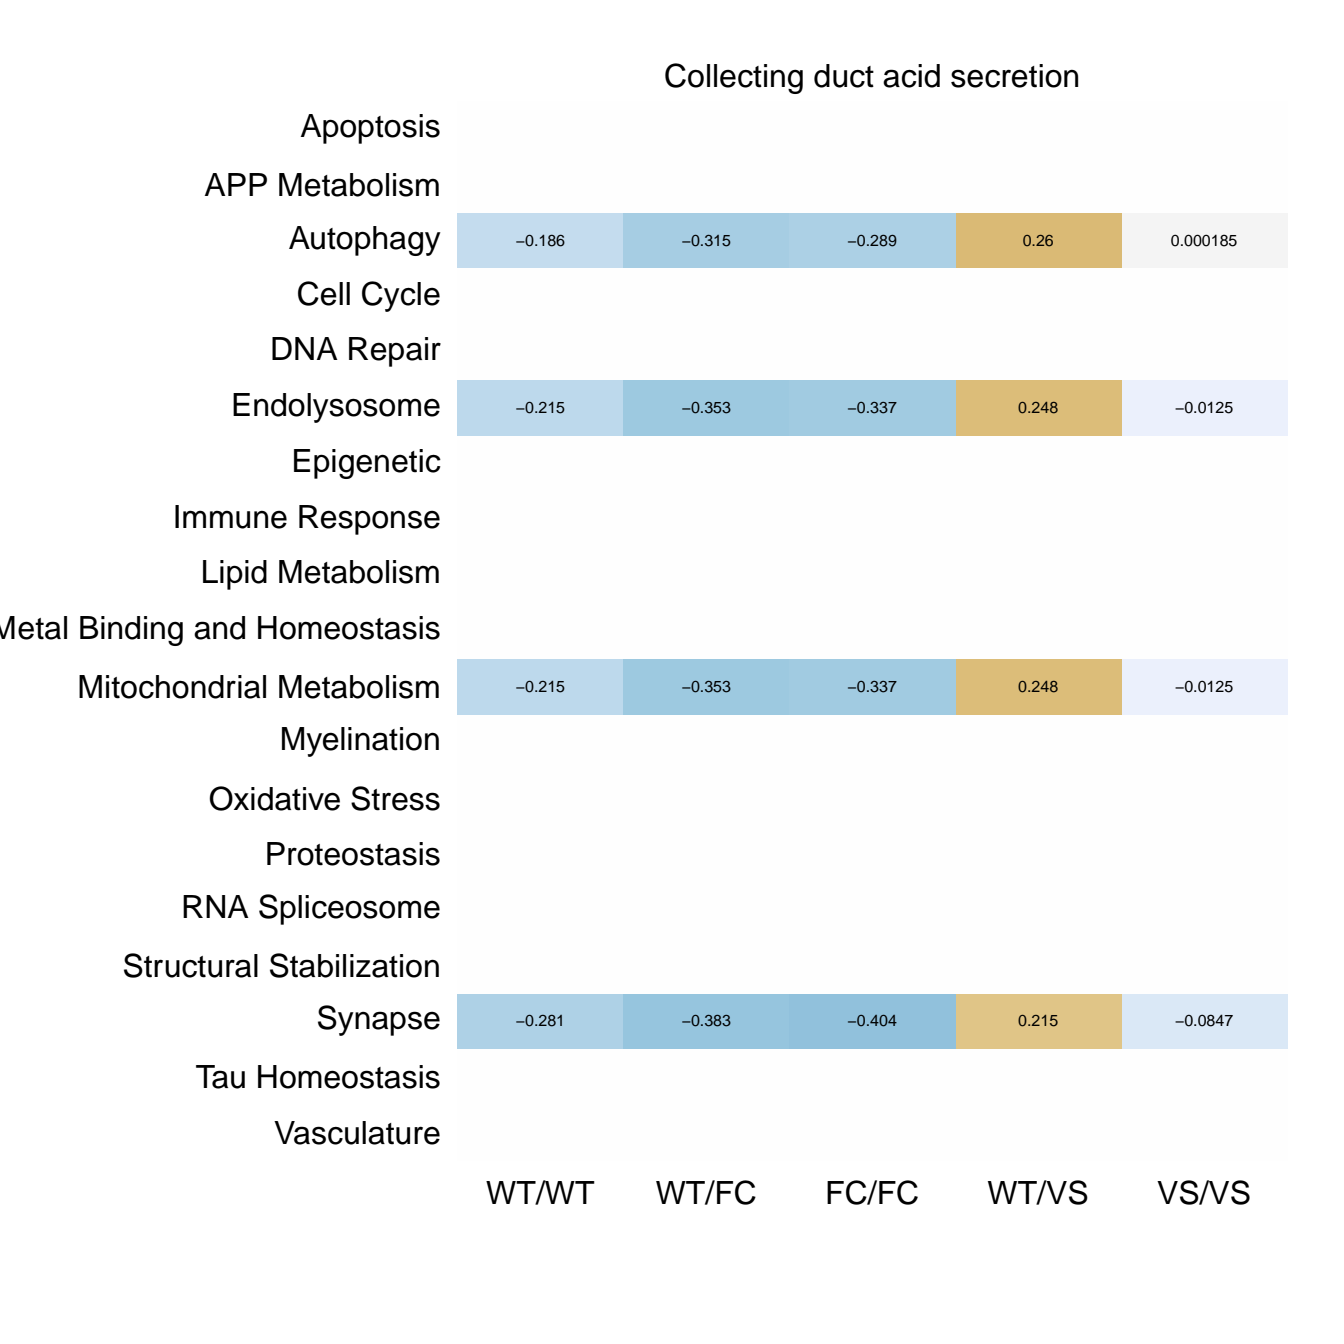 Collecting duct acid secretion
Apoptosis
APP Metabolism
Autophagy −0.186 −0.315 −0.289 0.26 0.000185
Cell Cycle
DNA Repair
Endolysosome −0.215 −0.353 −0.337 0.248 −0.0125
Epigenetic
Immune Response
Lipid Metabolism
Metal Binding and Homeostasis
Mitochondrial Metabolism −0.215 −0.353 −0.337 0.248 −0.0125
Myelination
Oxidative Stress
Proteostasis
RNA Spliceosome
Structural Stabilization
Synapse −0.281 −0.383 −0.404 0.215 −0.0847
Tau Homeostasis
Vasculature
WT/WT WT/FC FC/FC WT/VS VS/VS